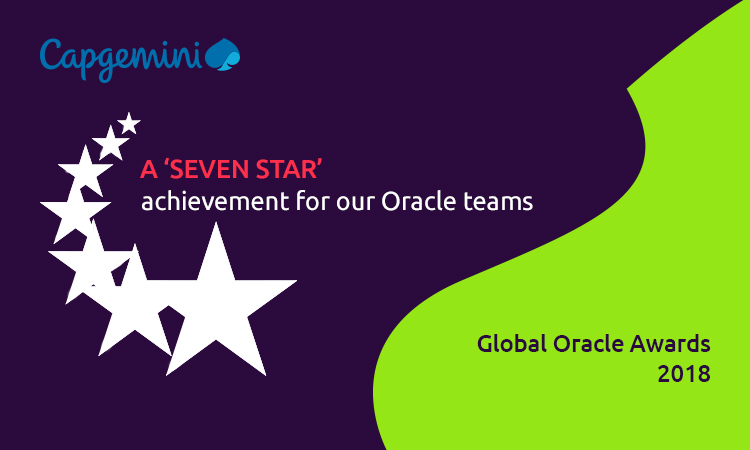 Capgemini
A ‘SEVEN STAR’
achievement for our Oracle teams
Global Oracle Awards
2018